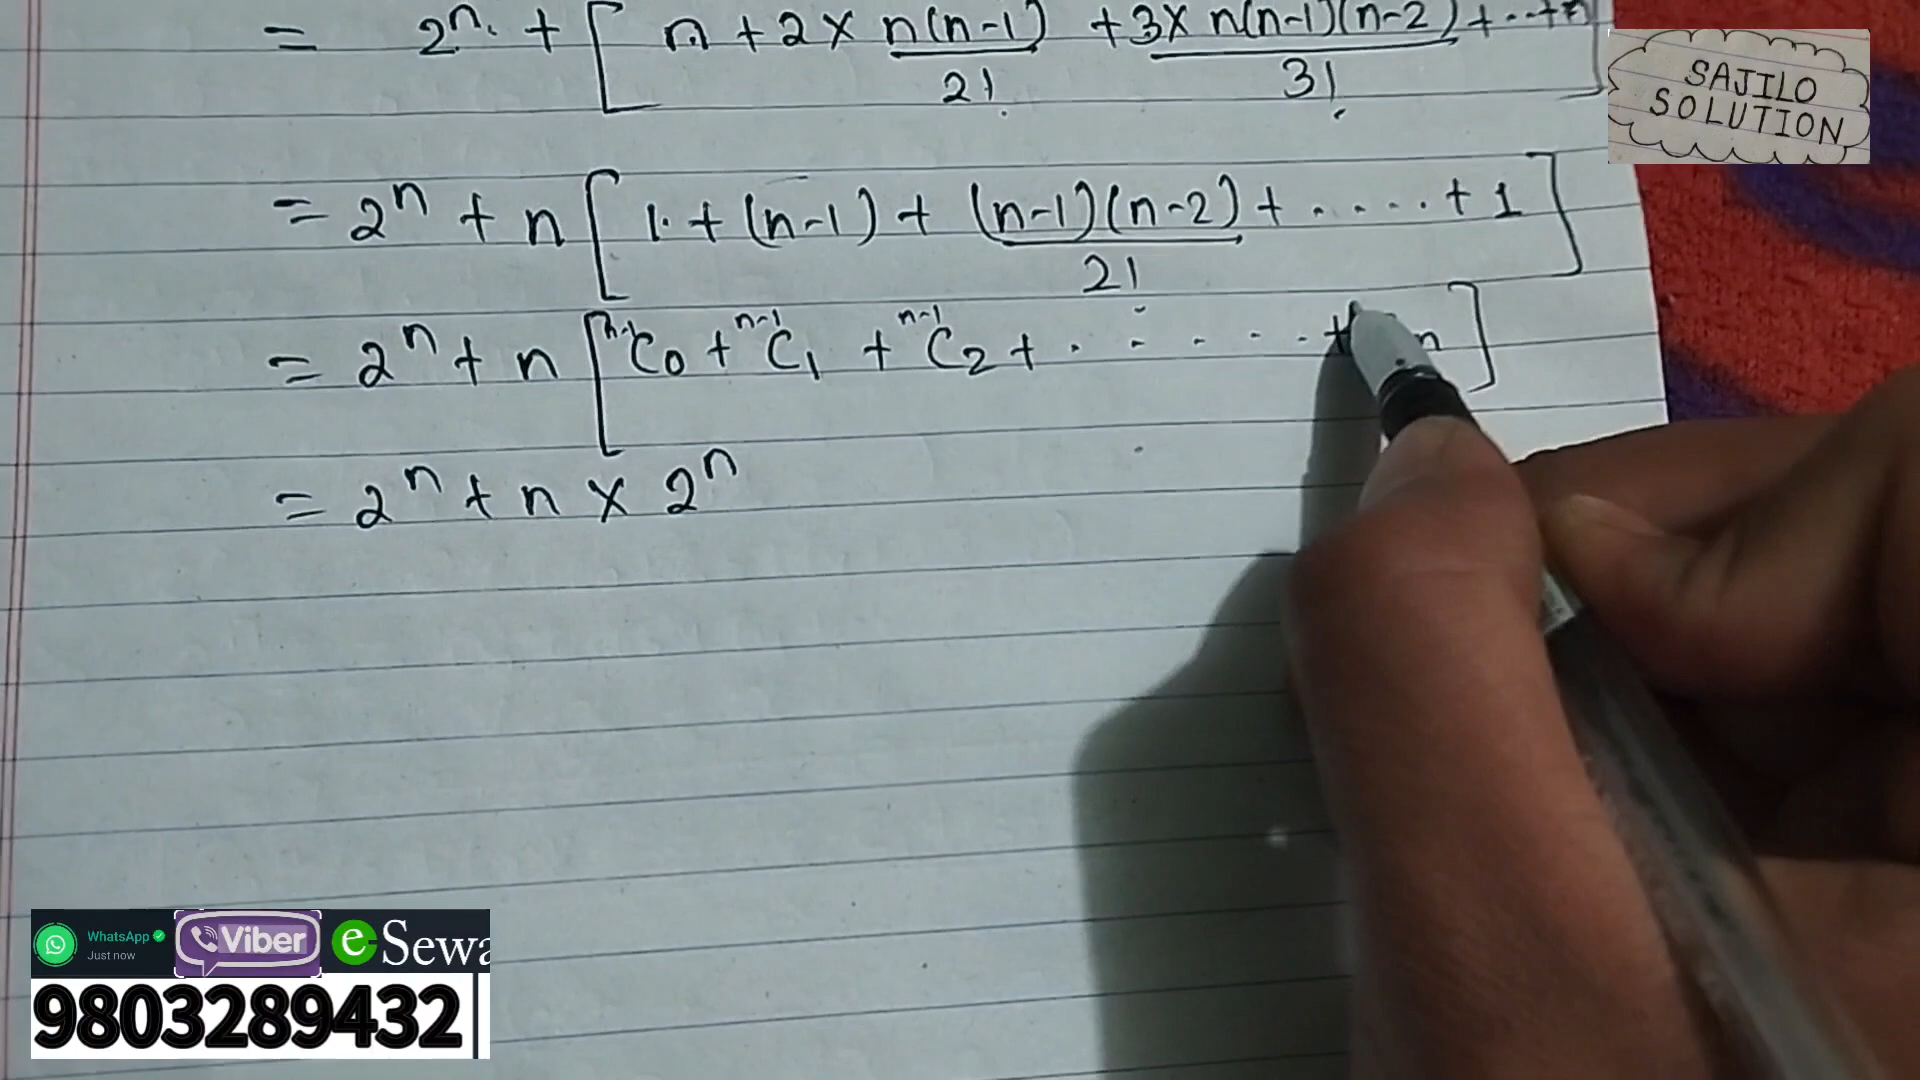 = 2ⁿ + [ n + 2 × n(n-1)/2! + 3 × n(n-1)(n-2)/3! + ... + n ]
SAJILO
SOLUTION
= 2ⁿ + n [ 1 + (n-1) + (n-1)(n-2)/2! + ..... + 1 ]
= 2ⁿ + n [ ⁿ⁻¹C₀ + ⁿ⁻¹C₁ + ⁿ⁻¹C₂ + ...... + n ]
= 2ⁿ + n × 2ⁿ
WhatsApp
Just now
Viber
e-Sewa
9803289432